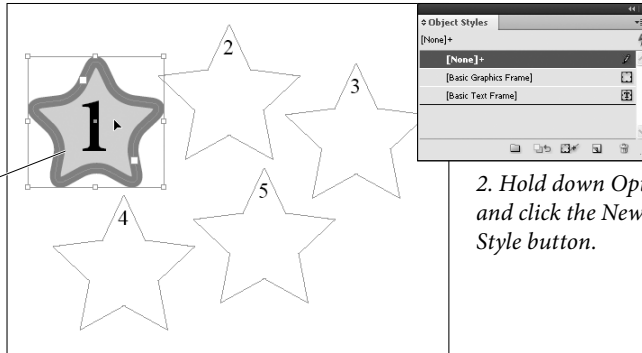 Object Styles
[None]+
[None]+
[Basic Graphics Frame]
[Basic Text Frame]
1
2
3
4
5
2. Hold down
and click the New
Style button.